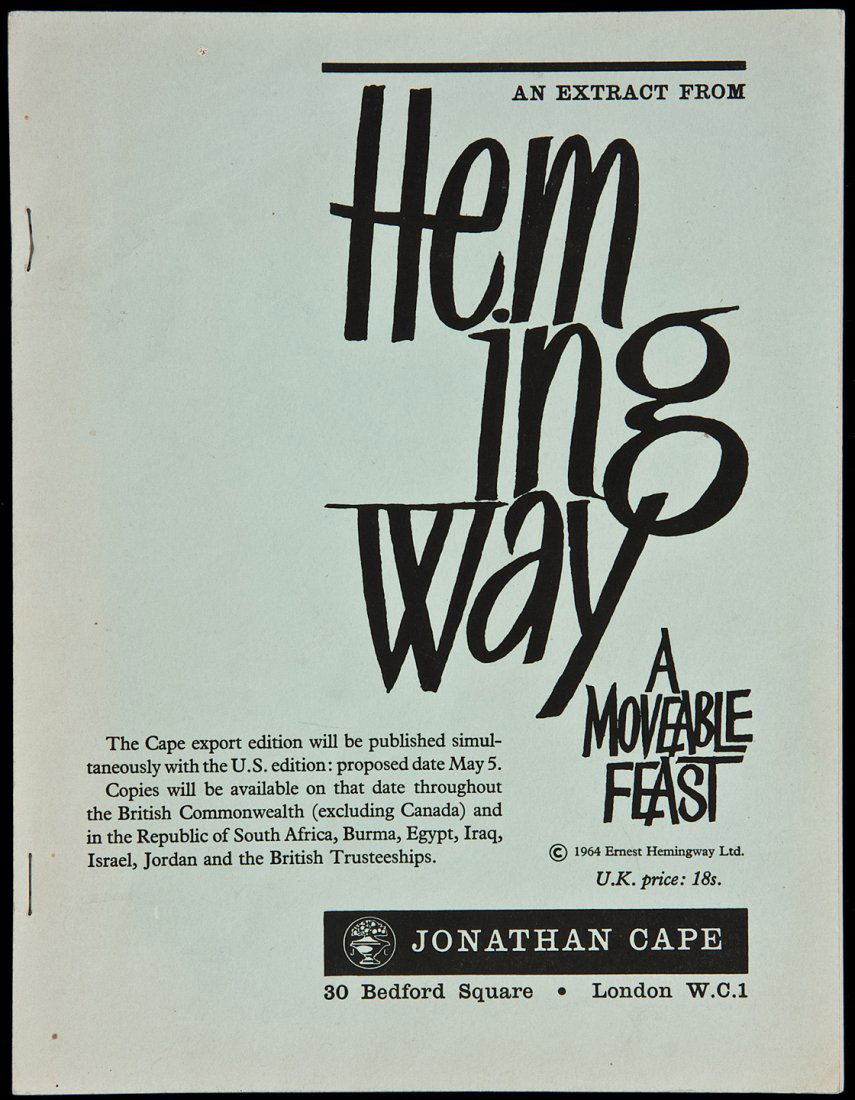 AN EXTRACT FROM
Hem
ing
way
A
MOVEABLE
FEAST
The Cape export edition will be published simul-
taneously with the U.S. edition: proposed date May 5.
Copies will be available on that date throughout
the British Commonwealth (excluding Canada) and
in the Republic of South Africa, Burma, Egypt, Iraq,
Israel, Jordan and the British Trusteeships.
© 1964 Ernest Hemingway Ltd.
U.K. price: 18s.
J C
JONATHAN CAPE
30 Bedford Square • London W.C.1